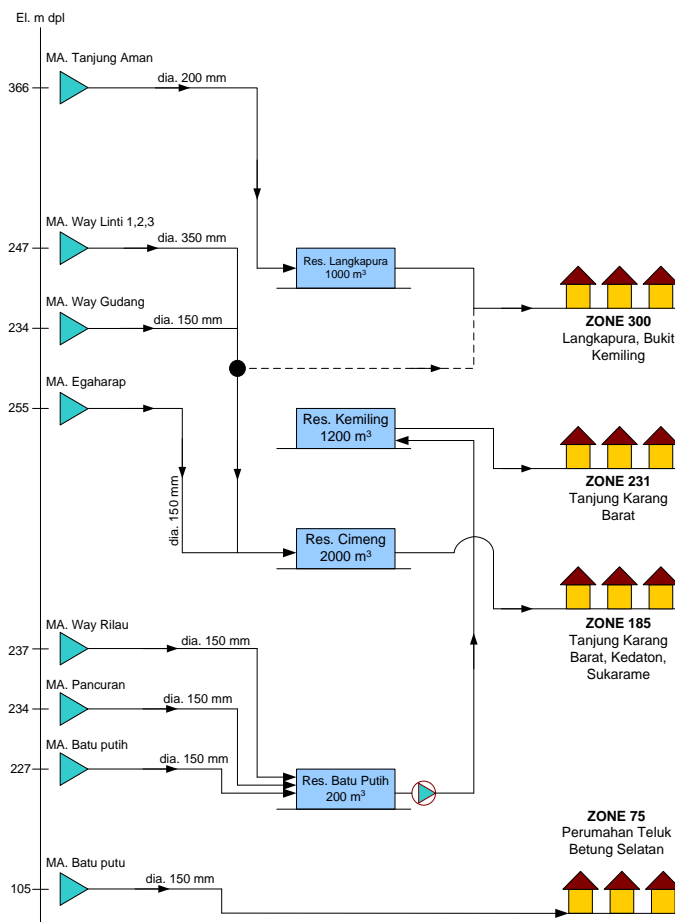 El. m dpl
MA. Tanjung Aman
dia. 200 mm
366
MA. Way Linti 1,2,3
dia. 350 mm
247
Res. Langkapura
1000 m³
MA. Way Gudang
dia. 150 mm
234
ZONE 300
Langkapura, Bukit
Kemiling
MA. Egaharap
255
dia. 150 mm
Res. Kemiling
1200 m³
ZONE 231
Tanjung Karang
Barat
Res. Cimeng
2000 m³
ZONE 185
Tanjung Karang
Barat, Kedaton,
Sukarame
MA. Way Rilau
dia. 150 mm
237
MA. Pancuran
dia. 150 mm
234
MA. Batu putih
dia. 150 mm
227
Res. Batu Putih
200 m³
ZONE 75
Perumahan Teluk
Betung Selatan
MA. Batu putu
dia. 150 mm
105